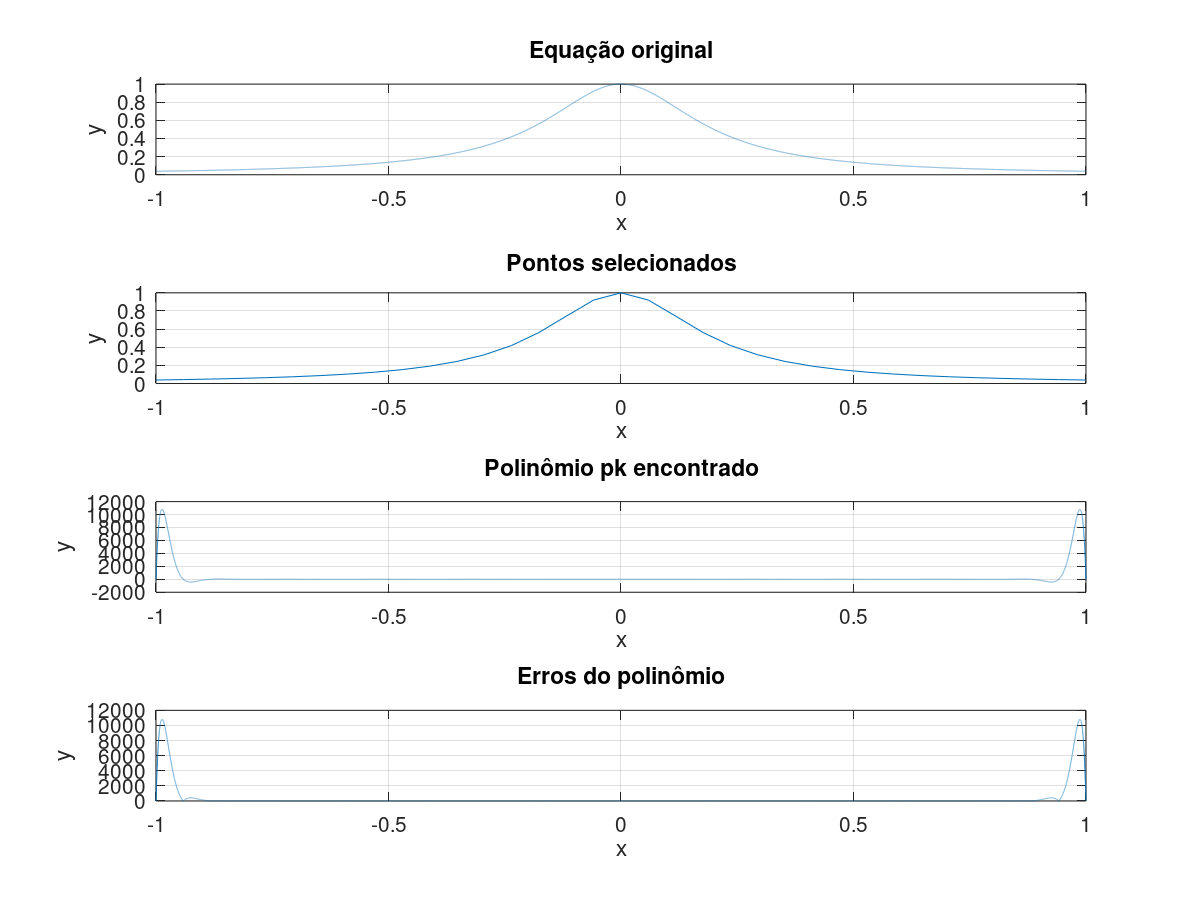 Equação original
1
0.8
0.6
0.4
0.2
0
y
-1 -0.5 0 0.5 1
x
Pontos selecionados
1
0.8
0.6
0.4
0.2
0
y
-1 -0.5 0 0.5 1
x
Polinômio pk encontrado
12000
10000
8000
6000
4000
2000
0
-2000
y
-1 -0.5 0 0.5 1
x
Erros do polinômio
12000
10000
8000
6000
4000
2000
0
y
-1 -0.5 0 0.5 1
x